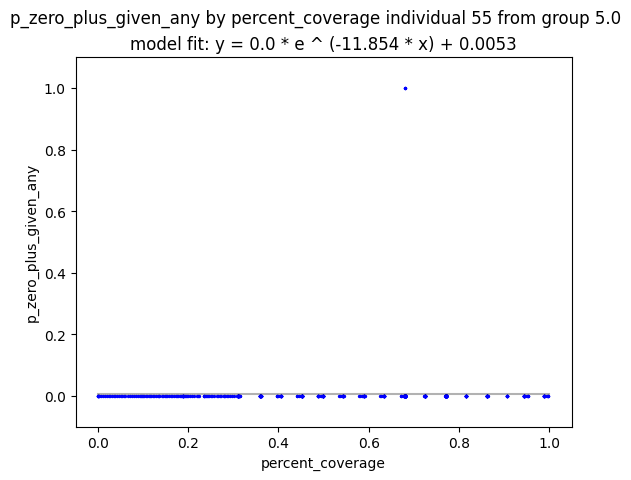 p_zero_plus_given_any by percent_coverage individual 55 from group 5.0
model fit: y = 0.0 * e ^ (-11.854 * x) + 0.0053
1.0
0.8
0.6
0.4
0.2
0.0
p_zero_plus_given_any
0.0 0.2 0.4 0.6 0.8 1.0
percent_coverage